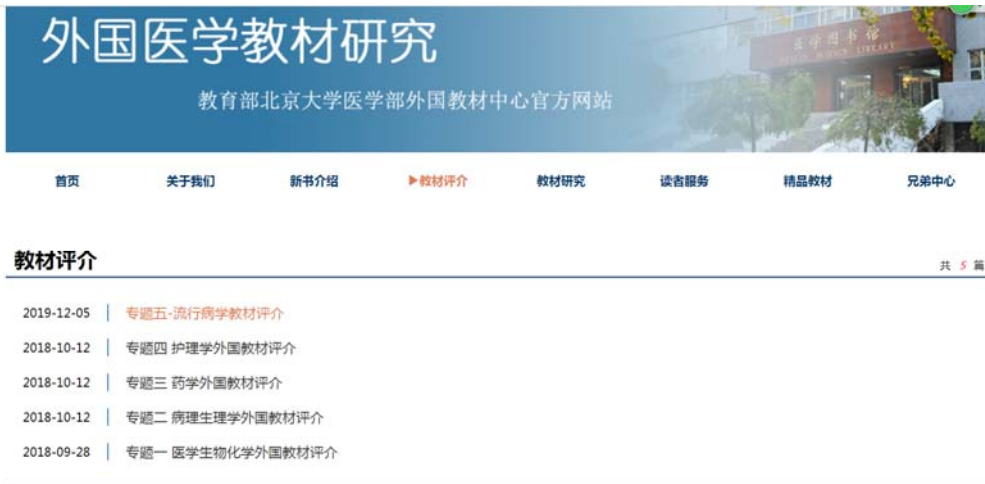 外国医学教材研究
医学图书馆
教育部北京大学医学部外国教材中心官方网站
首页 关于我们 新书介绍 ▶教材评介 教材研究 读者服务 精品教材 兄弟中心
教材评介 共 5 篇
2019-12-05 专题五-流行病学教材评介
2018-10-12 专题四 护理学外国教材评介
2018-10-12 专题三 药学外国教材评介
2018-10-12 专题二 病理生理学外国教材评介
2018-09-28 专题一 医学生物化学外国教材评介